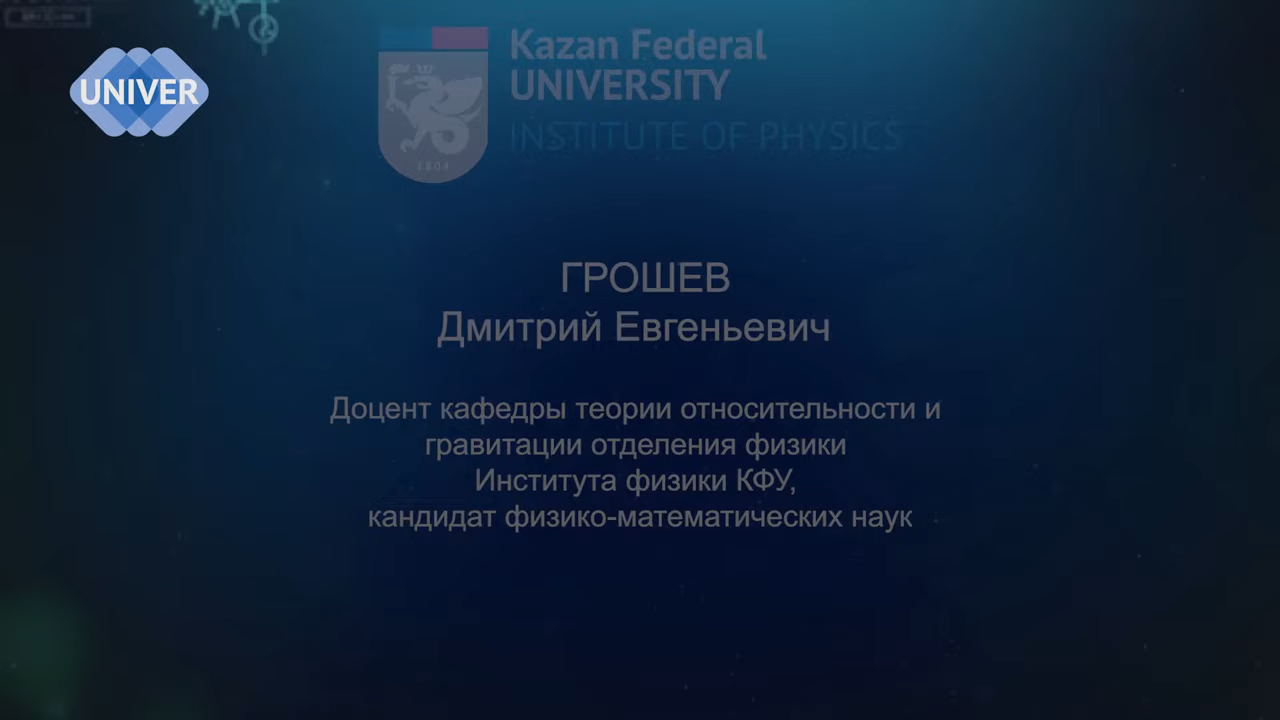 UNIVER
Kazan Federal
UNIVERSITY
INSTITUTE OF PHYSICS
1804
ГРОШЕВ
Дмитрий Евгеньевич
Доцент кафедры теории относительности и
гравитации отделения физики
Института физики КФУ,
кандидат физико-математических наук